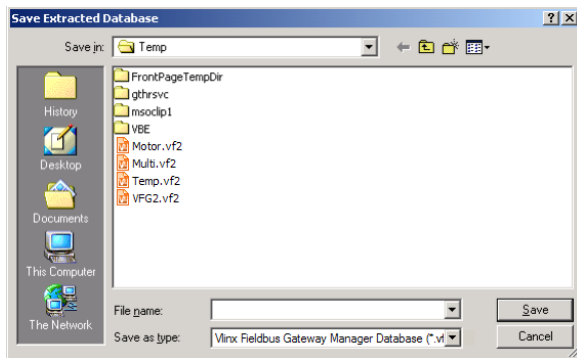 Save Extracted Database
Save in: Temp
FrontPageTempDir
gthrsvc
msoclip1
VBE
Motor.vf2
Multi.vf2
Temp.vf2
VFG2.vf2
History
Desktop
Documents
This Computer
The Network
File name:
Save
Save as type: Vlinx Fieldbus Gateway Manager Database (*.vf
Cancel